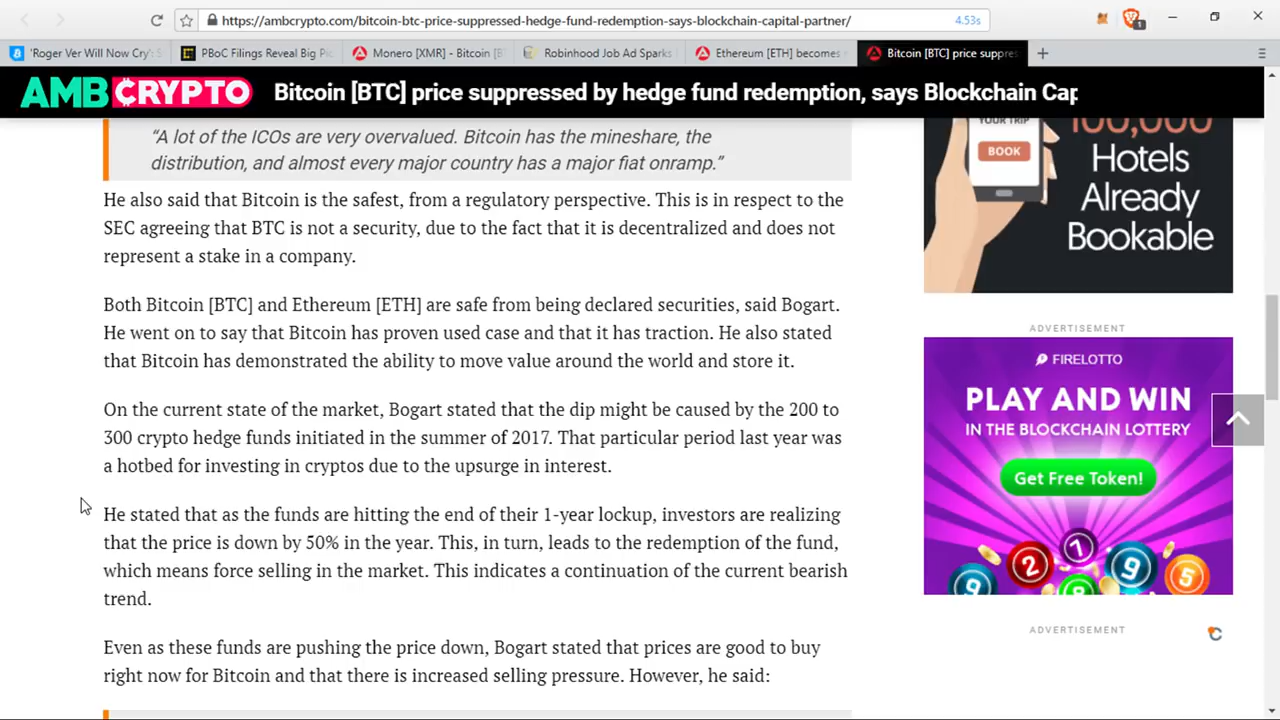 https://ambcrypto.com/bitcoin-btc-price-suppressed-hedge-fund-redemption-says-blockchain-capital-partner/
4.53s
1
'Roger Ver Will Now Cry'
PBoC Filings Reveal Big
Monero [XMR] - Bitcoin
Robinhood Job Ad Sparks
Ethereum [ETH] becomes
Bitcoin [BTC] price suppres
AMBCRYPTO
Bitcoin [BTC] price suppressed by hedge fund redemption, says Blockchain Cap
"A lot of the ICOs are very overvalued. Bitcoin has the mineshare, the
distribution, and almost every major country has a major fiat onramp."
He also said that Bitcoin is the safest, from a regulatory perspective. This is in respect to the
SEC agreeing that BTC is not a security, due to the fact that it is decentralized and does not
represent a stake in a company.
Both Bitcoin [BTC] and Ethereum [ETH] are safe from being declared securities, said Bogart.
He went on to say that Bitcoin has proven used case and that it has traction. He also stated
that Bitcoin has demonstrated the ability to move value around the world and store it.
On the current state of the market, Bogart stated that the dip might be caused by the 200 to
300 crypto hedge funds initiated in the summer of 2017. That particular period last year was
a hotbed for investing in cryptos due to the upsurge in interest.
He stated that as the funds are hitting the end of their 1-year lockup, investors are realizing
that the price is down by 50% in the year. This, in turn, leads to the redemption of the fund,
which means force selling in the market. This indicates a continuation of the current bearish
trend.
Even as these funds are pushing the price down, Bogart stated that prices are good to buy
right now for Bitcoin and that there is increased selling pressure. However, he said:
YOUR TRIP
BOOK
100,000
Hotels
Already
Bookable
ADVERTISEMENT
FIRELOTTO
PLAY AND WIN
IN THE BLOCKCHAIN LOTTERY
Get Free Token!
9
2
1
8
9
5
ADVERTISEMENT